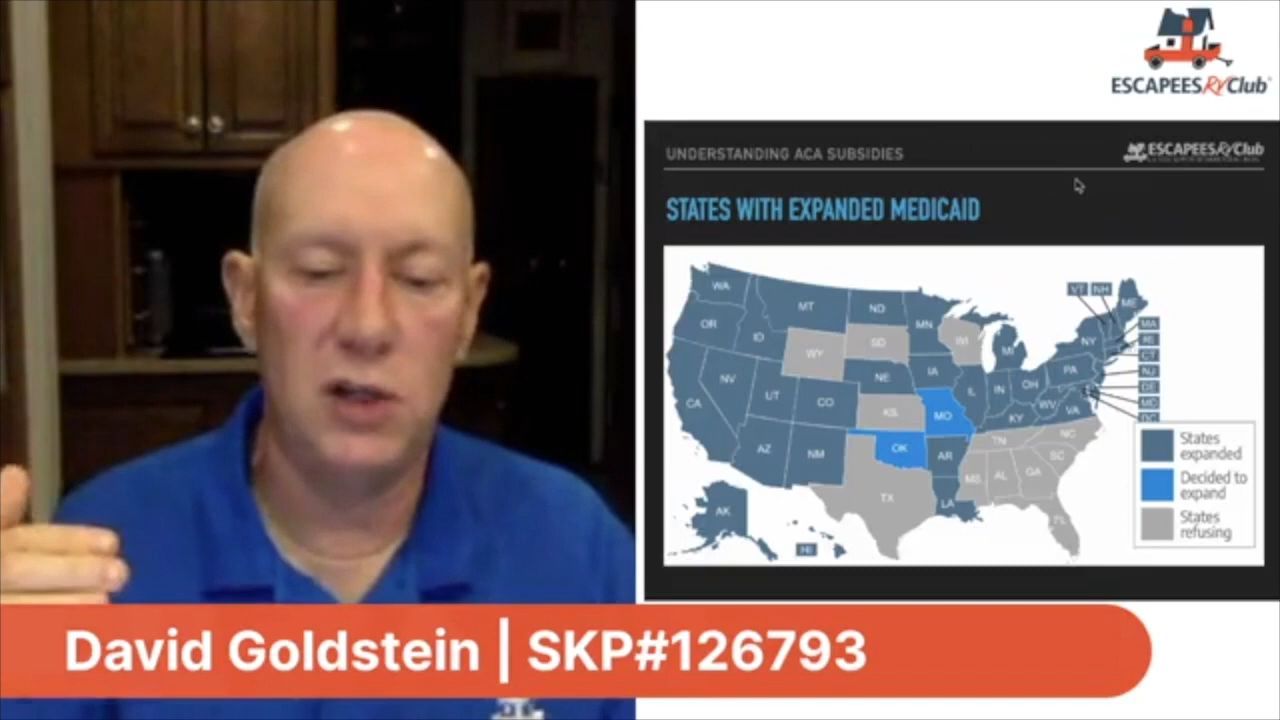 ESCAPEES RV Club
UNDERSTANDING ACA SUBSIDIES
ESCAPEES RV Club
STATES WITH EXPANDED MEDICAID
WA
MT
ND
MN
VT NH
ME
OR
ID
WY
SD
WI
MI
NY
MA
RI
CT
NJ
DE
MD
DC
NV
UT
CO
NE
IA
IL
IN
OH
PA
CA
KS
MO
KY
WV
VA
AZ
NM
OK
AR
TN
NC
SC
TX
LA
MS
AL
GA
FL
AK
HI
States
expanded
Decided to
expand
States
refusing
David Goldstein | SKP#126793